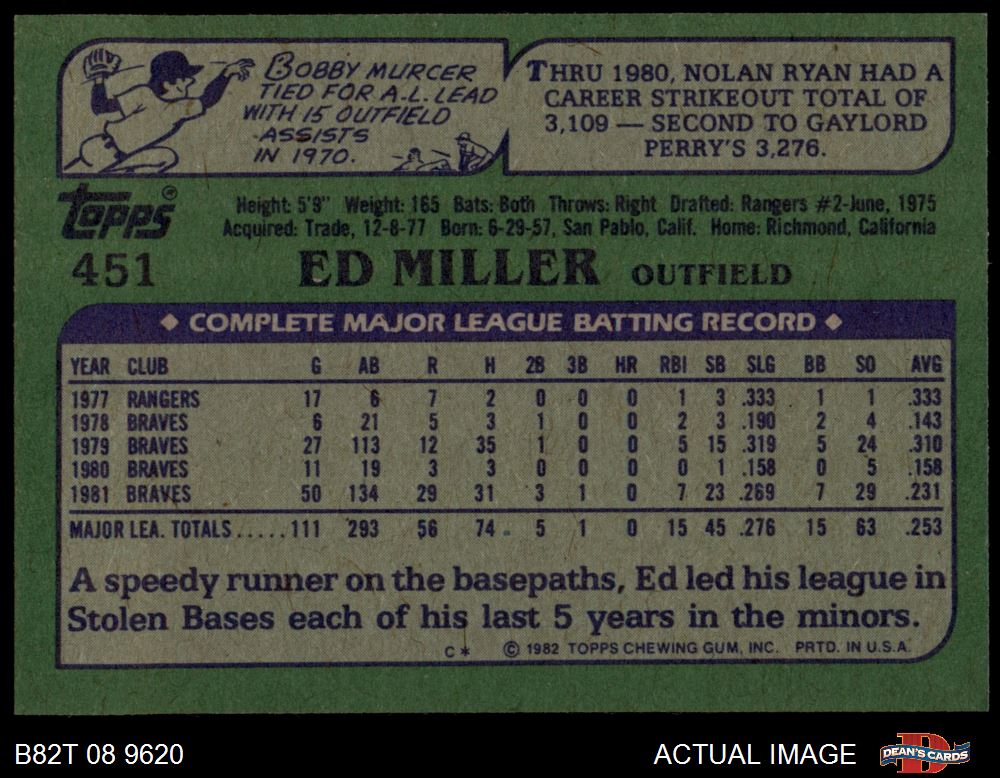 BOBBY MURCER
TIED FOR A.L. LEAD
WITH 15 OUTFIELD
ASSISTS
IN 1970.
THRU 1980, NOLAN RYAN HAD A
CAREER STRIKEOUT TOTAL OF
3,109 — SECOND TO GAYLORD
PERRY'S 3,276.
Topps®
451
Height: 5'9" Weight: 165 Bats: Both Throws: Right Drafted: Rangers #2-June, 1975
Acquired: Trade, 12-8-77 Born: 6-29-57, San Pablo, Calif. Home: Richmond, California
ED MILLER OUTFIELD
◆ COMPLETE MAJOR LEAGUE BATTING RECORD ◆
YEAR CLUB G AB R H 2B 3B HR RBI SB SLG BB SO AVG
1977 RANGERS 17 6 7 2 0 0 0 1 3 .333 1 1 .333
1978 BRAVES 6 21 5 3 1 0 0 2 3 .190 2 4 .143
1979 BRAVES 27 113 12 35 1 0 0 5 15 .319 5 24 .310
1980 BRAVES 11 19 3 3 0 0 0 0 1 .158 0 5 .158
1981 BRAVES 50 134 29 31 3 1 0 7 23 .269 7 29 .231
MAJOR LEA. TOTALS.....111 293 56 74 5 1 0 15 45 .276 15 63 .253
A speedy runner on the basepaths, Ed led his league in
Stolen Bases each of his last 5 years in the minors.
C* © 1982 TOPPS CHEWING GUM, INC. PRTD. IN U.S.A.
B82T 08 9620
ACTUAL IMAGE
DEAN'S CARDS